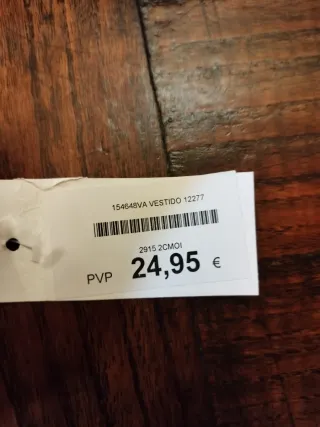 154648VA VESTIDO 12277
2915.2CMOI
PVP 24,95 €